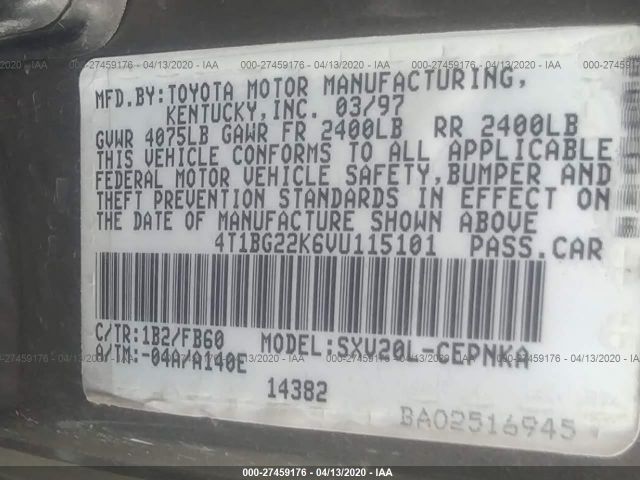 000-27459176 - 04/13/2020 - IAA
MFD.BY:TOYOTA MOTOR MANUFACTURING,
KENTUCKY,INC. 03/97
GVWR 4075LB GAWR FR 2400LB RR 2400LB
THIS VEHICLE CONFORMS TO ALL APPLICABLE
FEDERAL MOTOR VEHICLE SAFETY,BUMPER AND
THEFT PREVENTION STANDARDS IN EFFECT ON
THE DATE OF MANUFACTURE SHOWN ABOVE
4T1BG22K6VU115101 PASS.CAR
C/TR:1B2/FB60 MODEL:SXV20L-CEPNKA
A/TM:-04A/A140E
14382
BA02516945
000-27459176 - 04/13/2020 - IAA